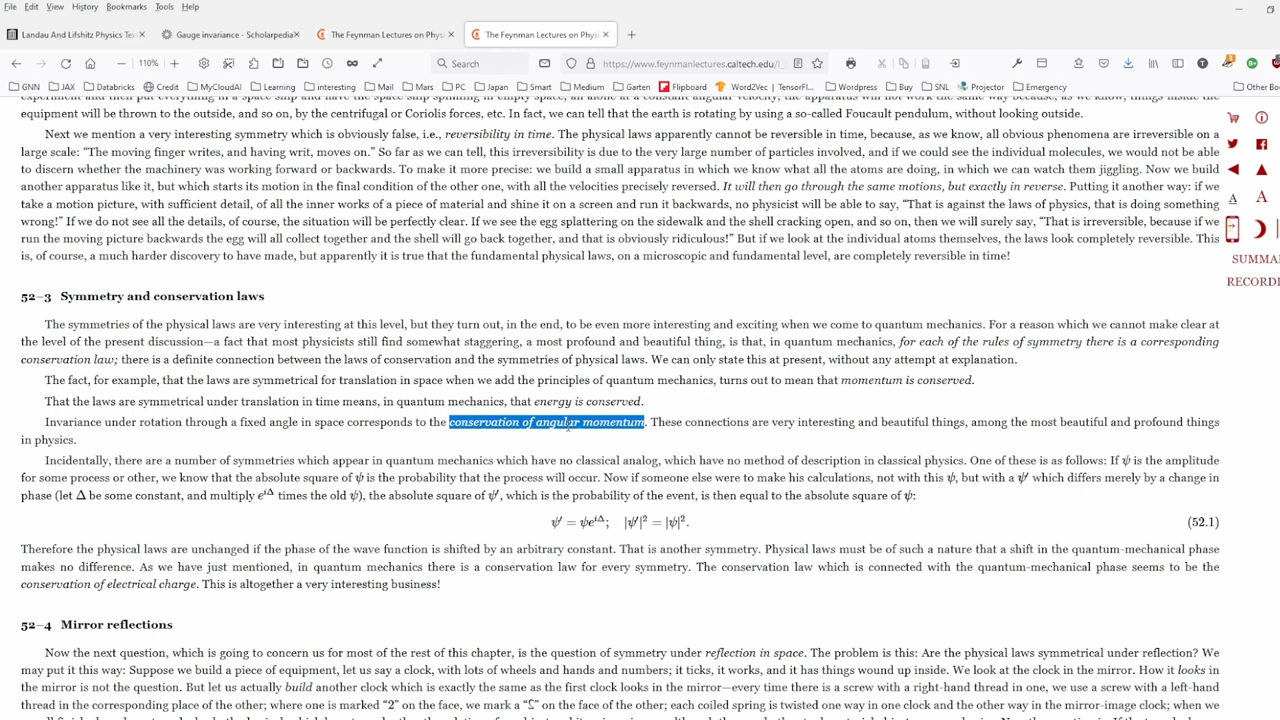 File Edit View History Bookmarks Tools Help
Landau And Lifshitz Physics Te
Gauge invariance - Scholarpedia
The Feynman Lectures on Physi
The Feynman Lectures on Physi
110%
Search
https://www.feynmanlectures.caltech.edu/I_
GNN JAX Databricks Credit MyCloudAI Learning interesting Mail Mars PC Japan Smart Medium Garten Flipboard Word2Vec | TensorFl... Wordpress Buy SNL Projector Emergency Other Bo
experiment and then put everything in a space ship and have the space ship spinning in empty space, all alone at a constant angular velocity, the apparatus will not work the same way because, as we know, things inside the
equipment will be thrown to the outside, and so on, by the centrifugal or Coriolis forces, etc. In fact, we can tell that the earth is rotating by using a so-called Foucault pendulum, without looking outside.
Next we mention a very interesting symmetry which is obviously false, i.e., reversibility in time. The physical laws apparently cannot be reversible in time, because, as we know, all obvious phenomena are irreversible on a
large scale: “The moving finger writes, and having writ, moves on.” So far as we can tell, this irreversibility is due to the very large number of particles involved, and if we could see the individual molecules, we would not be able
to discern whether the machinery was working forward or backwards. To make it more precise: we build a small apparatus in which we know what all the atoms are doing, in which we can watch them jiggling. Now we build
another apparatus like it, but which starts its motion in the final condition of the other one, with all the velocities precisely reversed. It will then go through the same motions, but exactly in reverse. Putting it another way: if we
take a motion picture, with sufficient detail, of all the inner works of a piece of material and shine it on a screen and run it backwards, no physicist will be able to say, “That is against the laws of physics, that is doing something
wrong!” If we do not see all the details, of course, the situation will be perfectly clear. If we see the egg splattering on the sidewalk and the shell cracking open, and so on, then we will surely say, “That is irreversible, because if we
run the moving picture backwards the egg will all collect together and the shell will go back together, and that is obviously ridiculous!” But if we look at the individual atoms themselves, the laws look completely reversible. This
is, of course, a much harder discovery to have made, but apparently it is true that the fundamental physical laws, on a microscopic and fundamental level, are completely reversible in time!
A A
SUMMA
RECORDI
52–3 Symmetry and conservation laws
The symmetries of the physical laws are very interesting at this level, but they turn out, in the end, to be even more interesting and exciting when we come to quantum mechanics. For a reason which we cannot make clear at
the level of the present discussion—a fact that most physicists still find somewhat staggering, a most profound and beautiful thing, is that, in quantum mechanics, for each of the rules of symmetry there is a corresponding
conservation law; there is a definite connection between the laws of conservation and the symmetries of physical laws. We can only state this at present, without any attempt at explanation.
The fact, for example, that the laws are symmetrical for translation in space when we add the principles of quantum mechanics, turns out to mean that momentum is conserved.
That the laws are symmetrical under translation in time means, in quantum mechanics, that energy is conserved.
Invariance under rotation through a fixed angle in space corresponds to the conservation of angular momentum. These connections are very interesting and beautiful things, among the most beautiful and profound things
in physics.
Incidentally, there are a number of symmetries which appear in quantum mechanics which have no classical analog, which have no method of description in classical physics. One of these is as follows: If ψ is the amplitude
for some process or other, we know that the absolute square of ψ is the probability that the process will occur. Now if someone else were to make his calculations, not with this ψ, but with a ψ′ which differs merely by a change in
phase (let Δ be some constant, and multiply e^{iΔ} times the old ψ), the absolute square of ψ′, which is the probability of the event, is then equal to the absolute square of ψ:
ψ′ = ψe^{iΔ}; |ψ′|² = |ψ|². (52.1)
Therefore the physical laws are unchanged if the phase of the wave function is shifted by an arbitrary constant. That is another symmetry. Physical laws must be of such a nature that a shift in the quantum-mechanical phase
makes no difference. As we have just mentioned, in quantum mechanics there is a conservation law for every symmetry. The conservation law which is connected with the quantum-mechanical phase seems to be the
conservation of electrical charge. This is altogether a very interesting business!
52–4 Mirror reflections
Now the next question, which is going to concern us for most of the rest of this chapter, is the question of symmetry under reflection in space. The problem is this: Are the physical laws symmetrical under reflection? We
may put it this way: Suppose we build a piece of equipment, let us say a clock, with lots of wheels and hands and numbers; it ticks, it works, and it has things wound up inside. We look at the clock in the mirror. How it looks in
the mirror is not the question. But let us actually build another clock which is exactly the same as the first clock looks in the mirror—every time there is a screw with a right-hand thread in one, we use a screw with a left-hand
thread in the corresponding place of the other; where one is marked “2” on the face, we mark a “ ” on the face of the other; each coiled spring is twisted one way in one clock and the other way in the mirror-image clock; when we